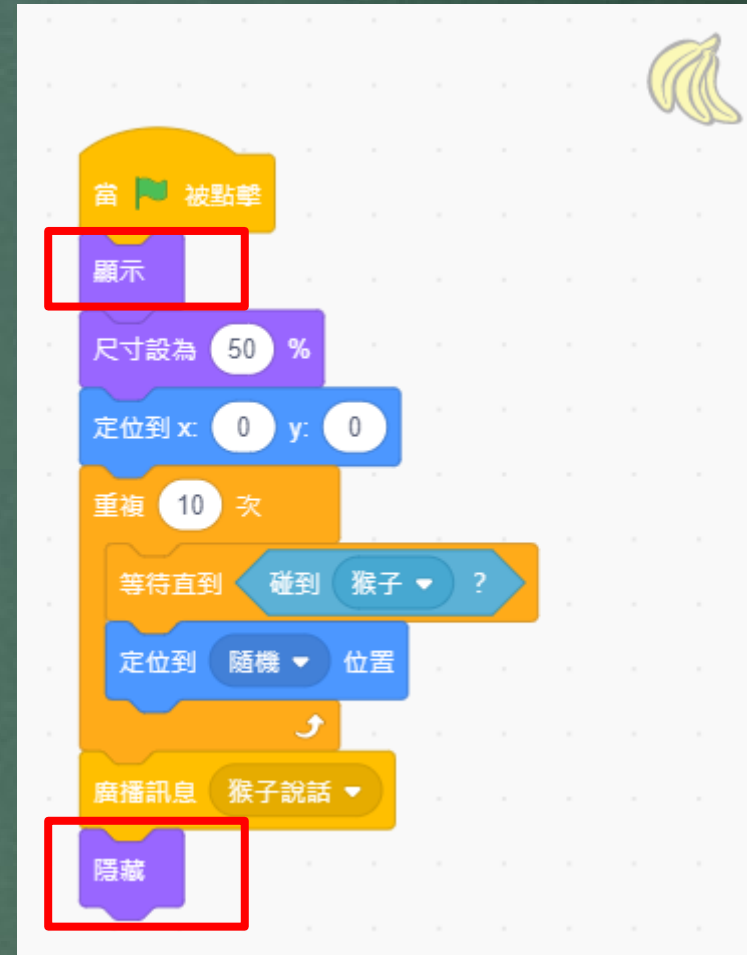 當 被點擊
顯示
尺寸設為 50 %
定位到 x: 0 y: 0
重複 10 次
等待直到 碰到 猴子 ?
定位到 隨機 位置
廣播訊息 猴子說話
隱藏